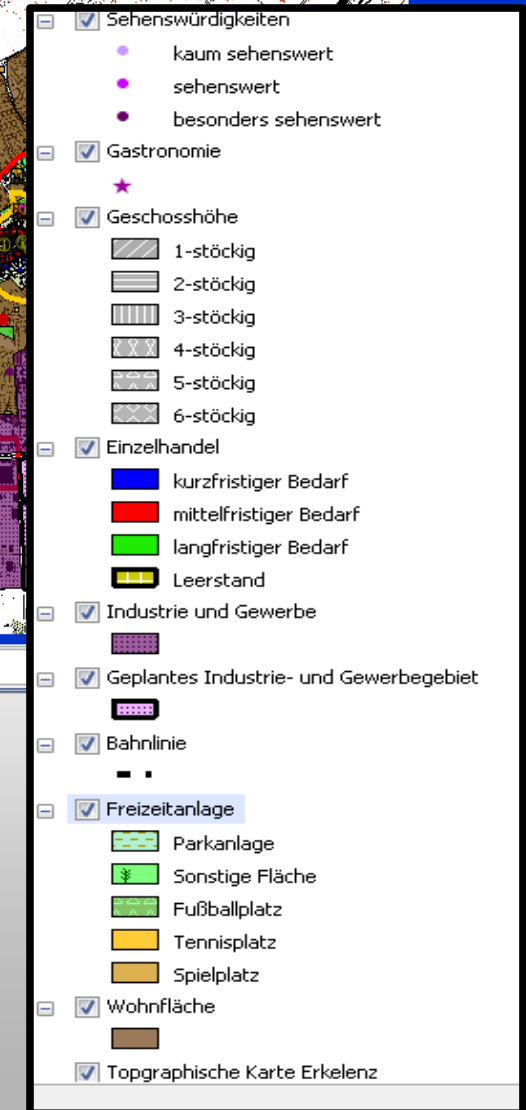 Sehenswürdigkeiten
kaum sehenswert
sehenswert
besonders sehenswert
Gastronomie
Geschosshöhe
1-stöckig
2-stöckig
3-stöckig
4-stöckig
5-stöckig
6-stöckig
Einzelhandel
kurzfristiger Bedarf
mittelfristiger Bedarf
langfristiger Bedarf
Leerstand
Industrie und Gewerbe
Geplantes Industrie- und Gewerbegebiet
Bahnlinie
Freizeitanlage
Parkanlage
Sonstige Fläche
Fußballplatz
Tennisplatz
Spielplatz
Wohnfläche
Topgraphische Karte Erkelenz